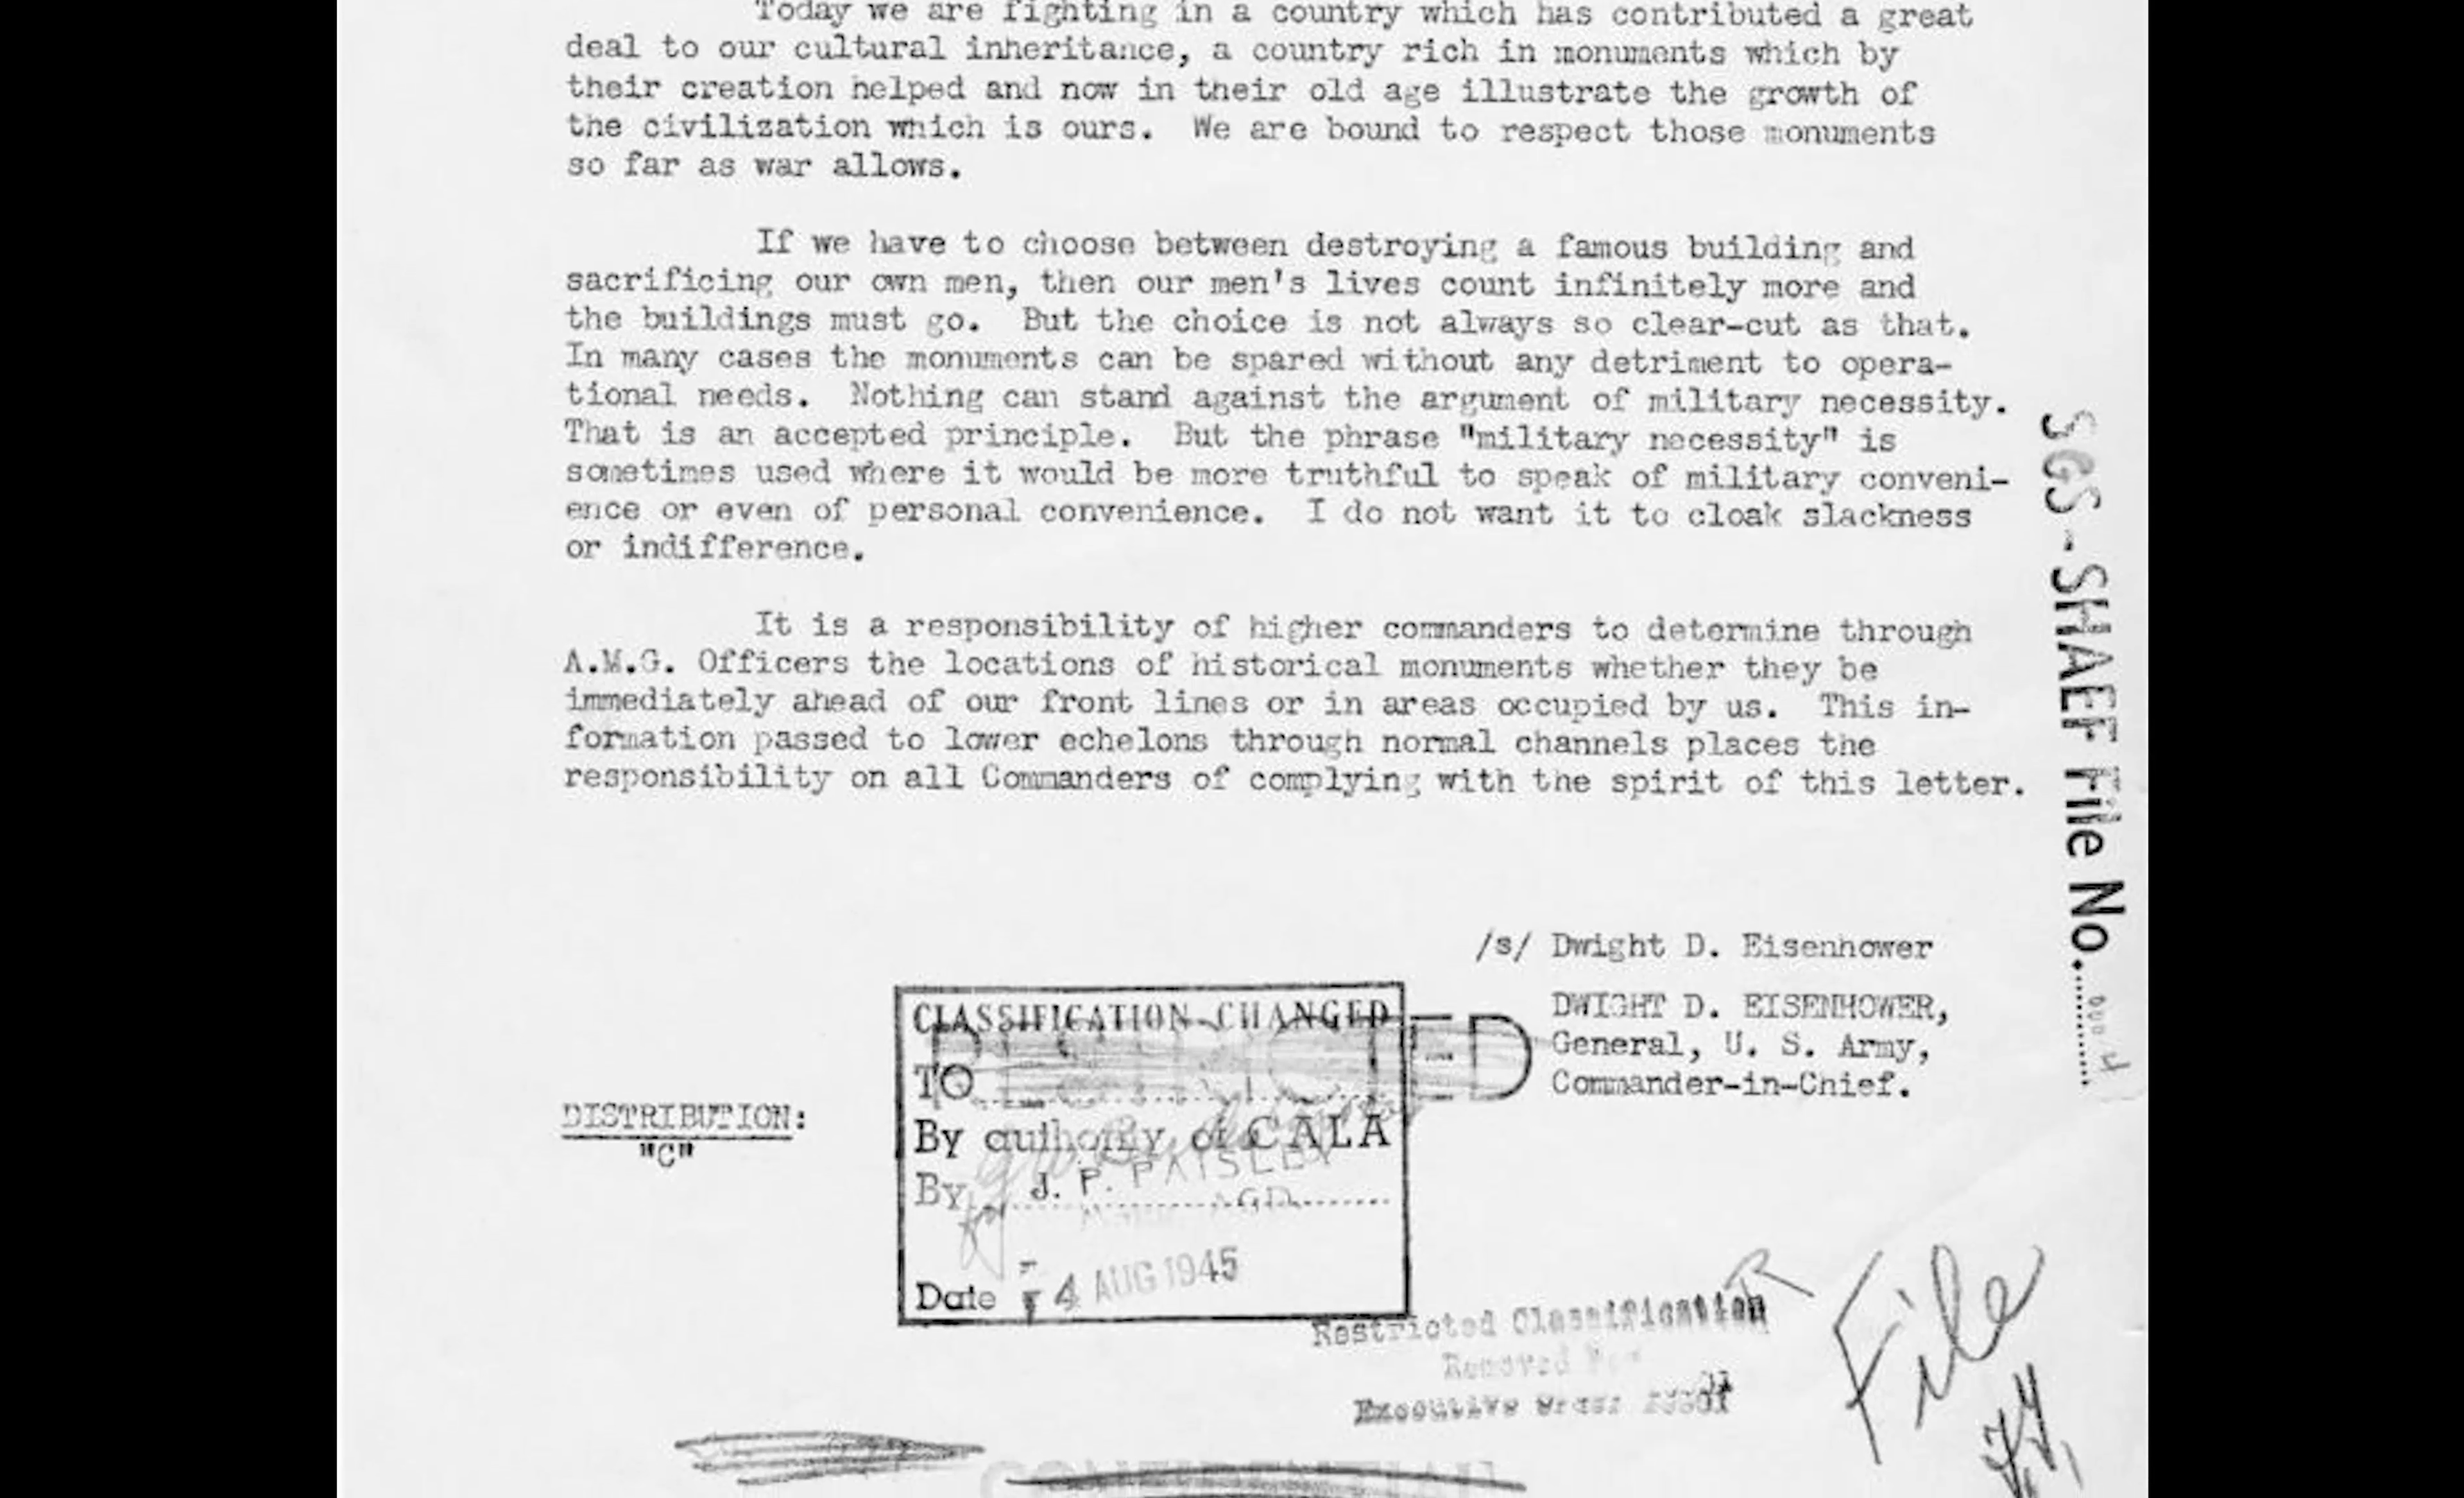 Today we are fighting in a country which has contributed a great
deal to our cultural inheritance, a country rich in monuments which by
their creation helped and now in their old age illustrate the growth of
the civilization which is ours. We are bound to respect those monuments
so far as war allows.
If we have to choose between destroying a famous building and
sacrificing our own men, then our men's lives count infinitely more and
the buildings must go. But the choice is not always so clear-cut as that.
In many cases the monuments can be spared without any detriment to opera-
tional needs. Nothing can stand against the argument of military necessity.
That is an accepted principle. But the phrase "military necessity" is
sometimes used where it would be more truthful to speak of military conveni-
ence or even of personal convenience. I do not want it to cloak slackness
or indifference.
It is a responsibility of higher commanders to determine through
A.M.G. Officers the locations of historical monuments whether they be
immediately ahead of our front lines or in areas occupied by us. This in-
formation passed to lower echelons through normal channels places the
responsibility on all Commanders of complying with the spirit of this letter.
SGS-SHAEF File No.
/s/ Dwight D. Eisenhower
DWIGHT D. EISENHOWER,
General, U. S. Army,
Commander-in-Chief.
DISTRIBUTION:
"C"
CLASSIFICATION CHANGED
TO
By authority of CALA
By J. P. PAISLEY
AGD
Date 4 AUG 1945
Restricted Classification
Removed Per
Executive Order
File